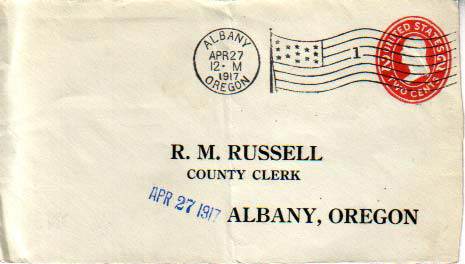 ALBANY
APR 27
12- M
1917
OREGON
1
UNITED STATES
TWO CENTS
R. M. RUSSELL
COUNTY CLERK
APR 27 1917
ALBANY, OREGON